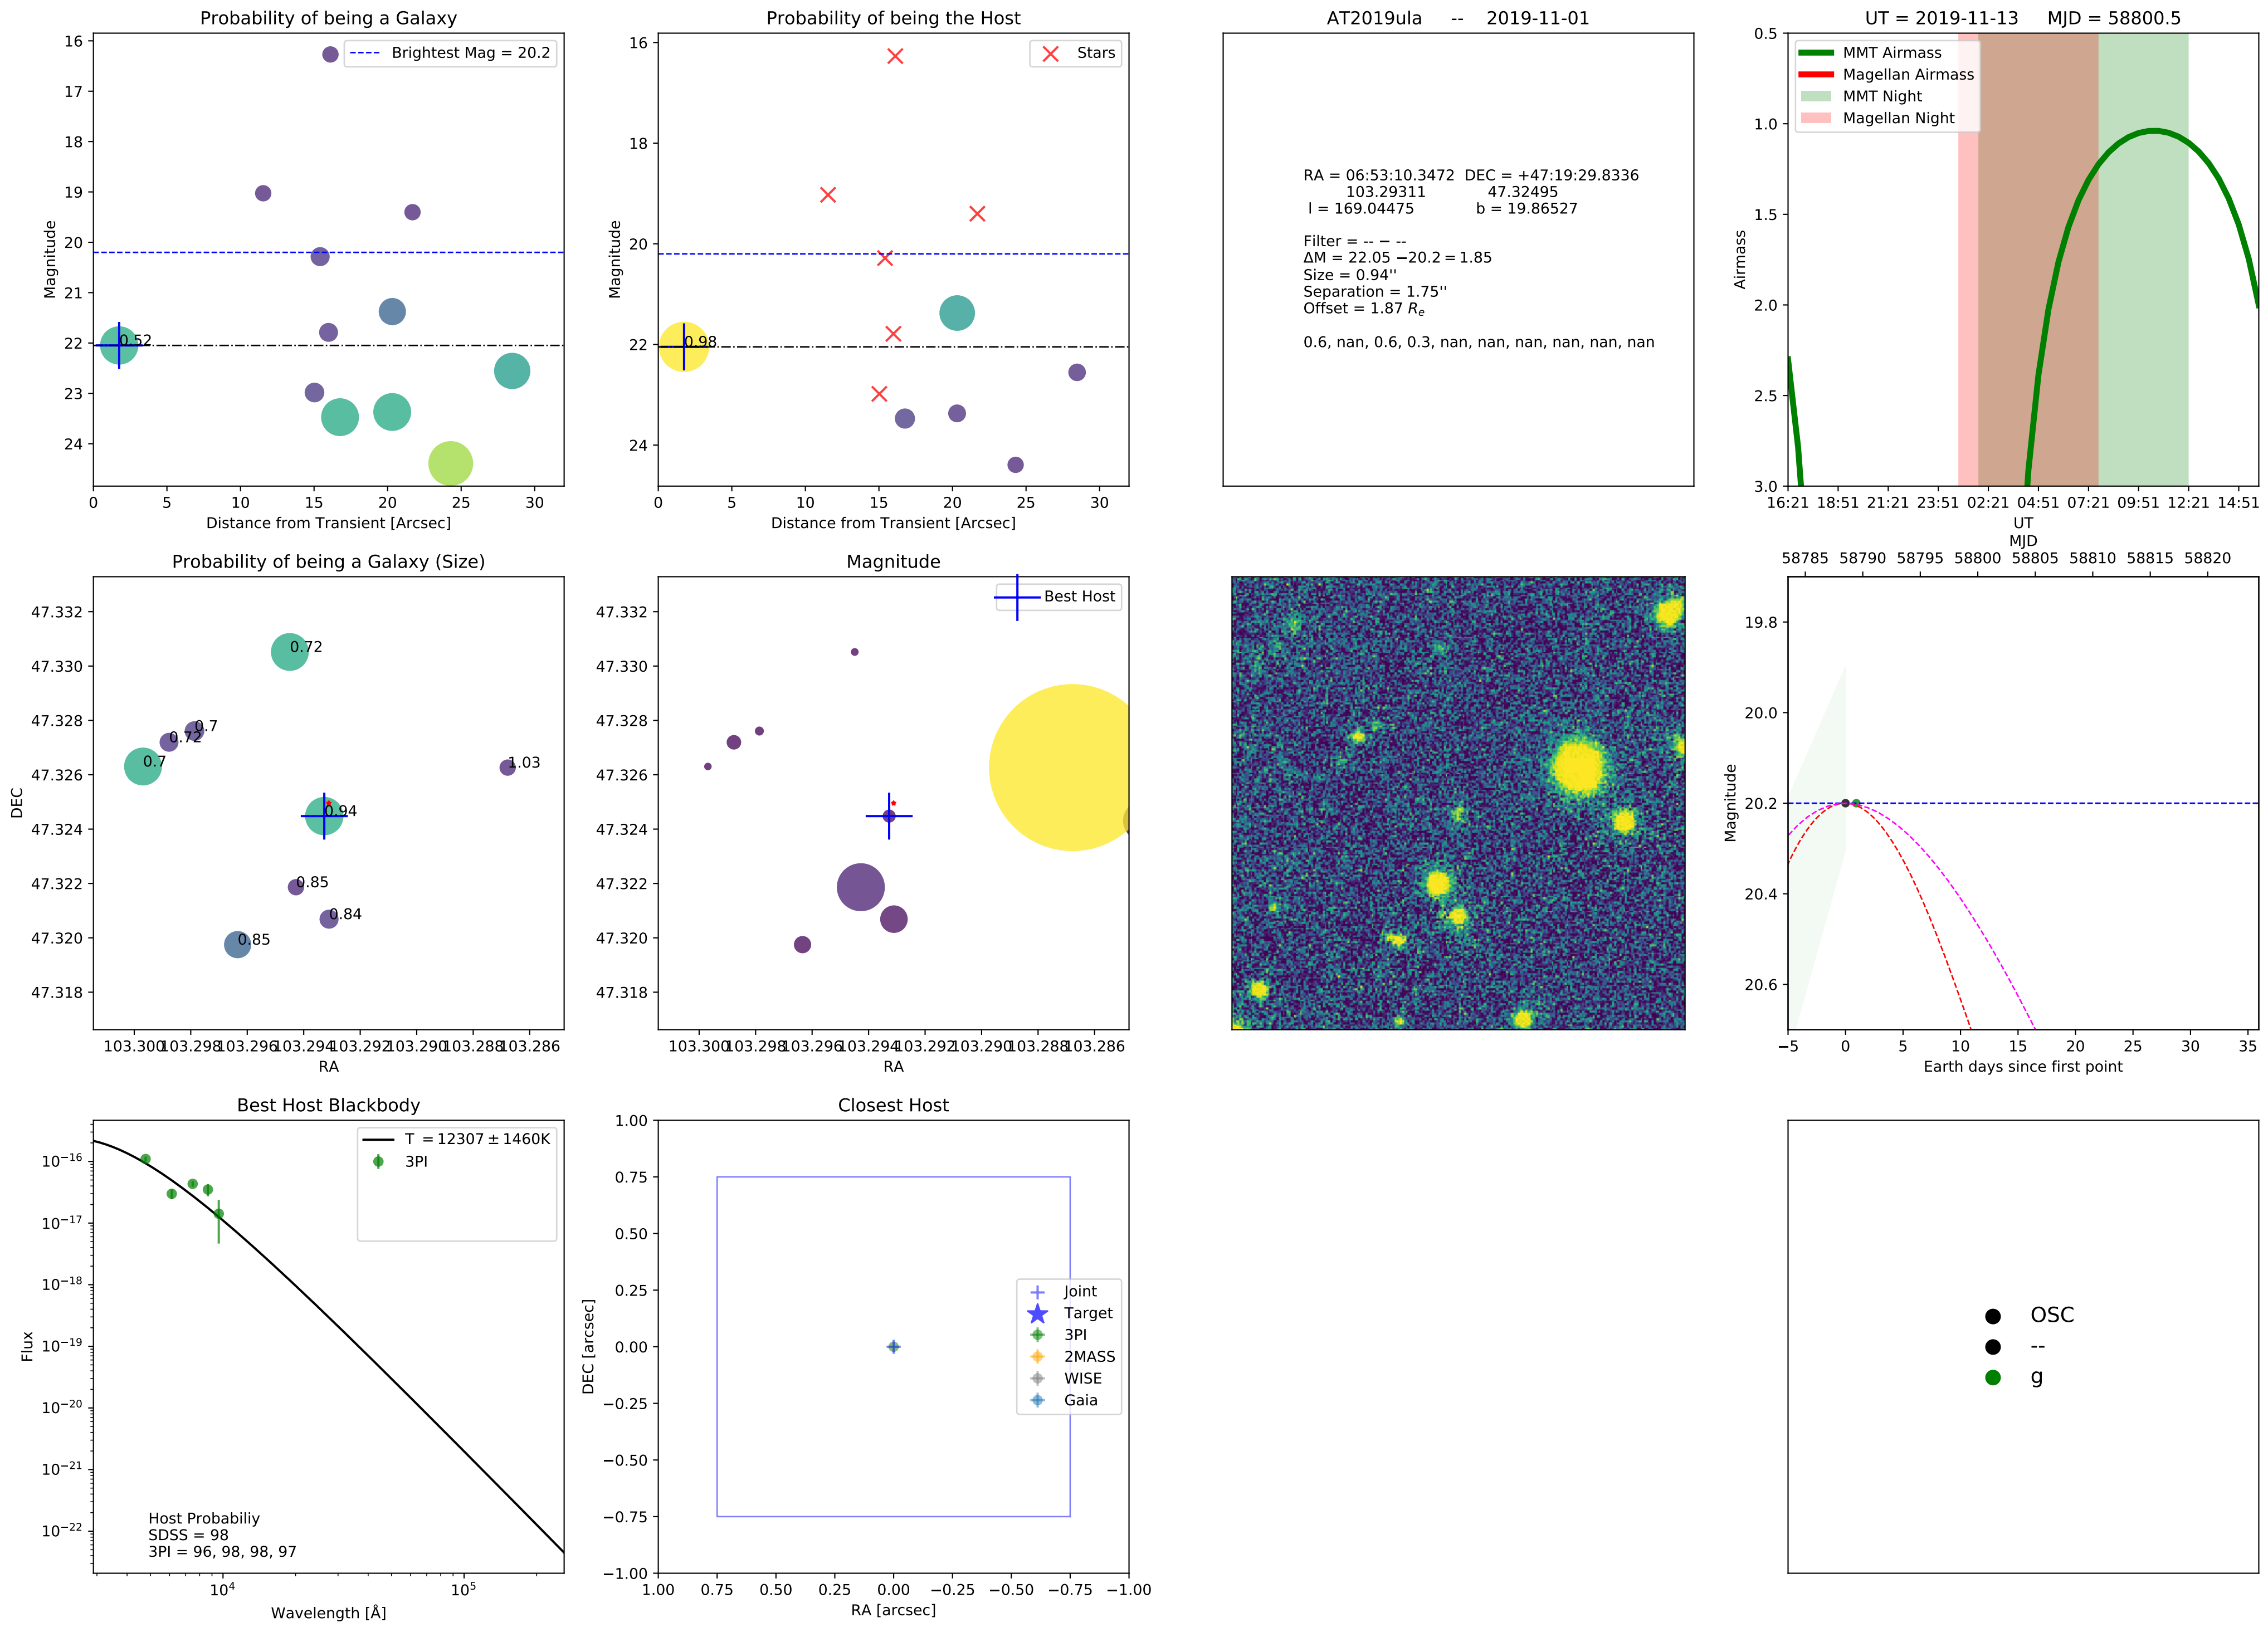 Probability of being a Galaxy
Brightest Mag = 20.2
0.52
16
17
18
19
20
21
22
23
24
Magnitude
0
5
10
15
20
25
30
Distance from Transient [Arcsec]
Probability of being the Host
Stars
0.98
16
18
20
22
24
Magnitude
0
5
10
15
20
25
30
Distance from Transient [Arcsec]
AT2019ula -- 2019-11-01
RA = 06:53:10.3472 DEC = +47:19:29.8336
103.29311 47.32495
l = 169.04475 b = 19.86527
Filter = -- − --
ΔM = 22.05 −20.2 = 1.85
Size = 0.94''
Separation = 1.75''
Offset = 1.87 Re
0.6, nan, 0.6, 0.3, nan, nan, nan, nan, nan, nan
UT = 2019-11-13 MJD = 58800.5
MMT Airmass
Magellan Airmass
MMT Night
Magellan Night
0.5
1.0
1.5
2.0
2.5
3.0
Airmass
16:21 18:51 21:21 23:51 02:21 04:51 07:21 09:51 12:21 14:51
UT
Probability of being a Galaxy (Size)
0.72
0.7
0.72
0.7
1.03
0.94
0.85
0.84
0.85
47.332
47.330
47.328
47.326
47.324
47.322
47.320
47.318
DEC
103.300 103.298 103.296 103.294 103.292 103.290 103.288 103.286
RA
Magnitude
Best Host
47.332
47.330
47.328
47.326
47.324
47.322
47.320
47.318
103.300 103.298 103.296 103.294 103.292 103.290 103.288 103.286
RA
MJD
58785 58790 58795 58800 58805 58810 58815 58820
19.8
20.0
20.2
20.4
20.6
Magnitude
−5 0 5 10 15 20 25 30 35
Earth days since first point
Best Host Blackbody
T = 12307 ± 1460K
3PI
10−16
10−17
10−18
10−19
10−20
10−21
10−22
Flux
Host Probabiliy
SDSS = 98
3PI = 96, 98, 98, 97
104
105
Wavelength [Å]
Closest Host
Joint
Target
3PI
2MASS
WISE
Gaia
1.00
0.75
0.50
0.25
0.00
−0.25
−0.50
−0.75
−1.00
DEC [arcsec]
1.00 0.75 0.50 0.25 0.00 −0.25 −0.50 −0.75 −1.00
RA [arcsec]
OSC
--
g